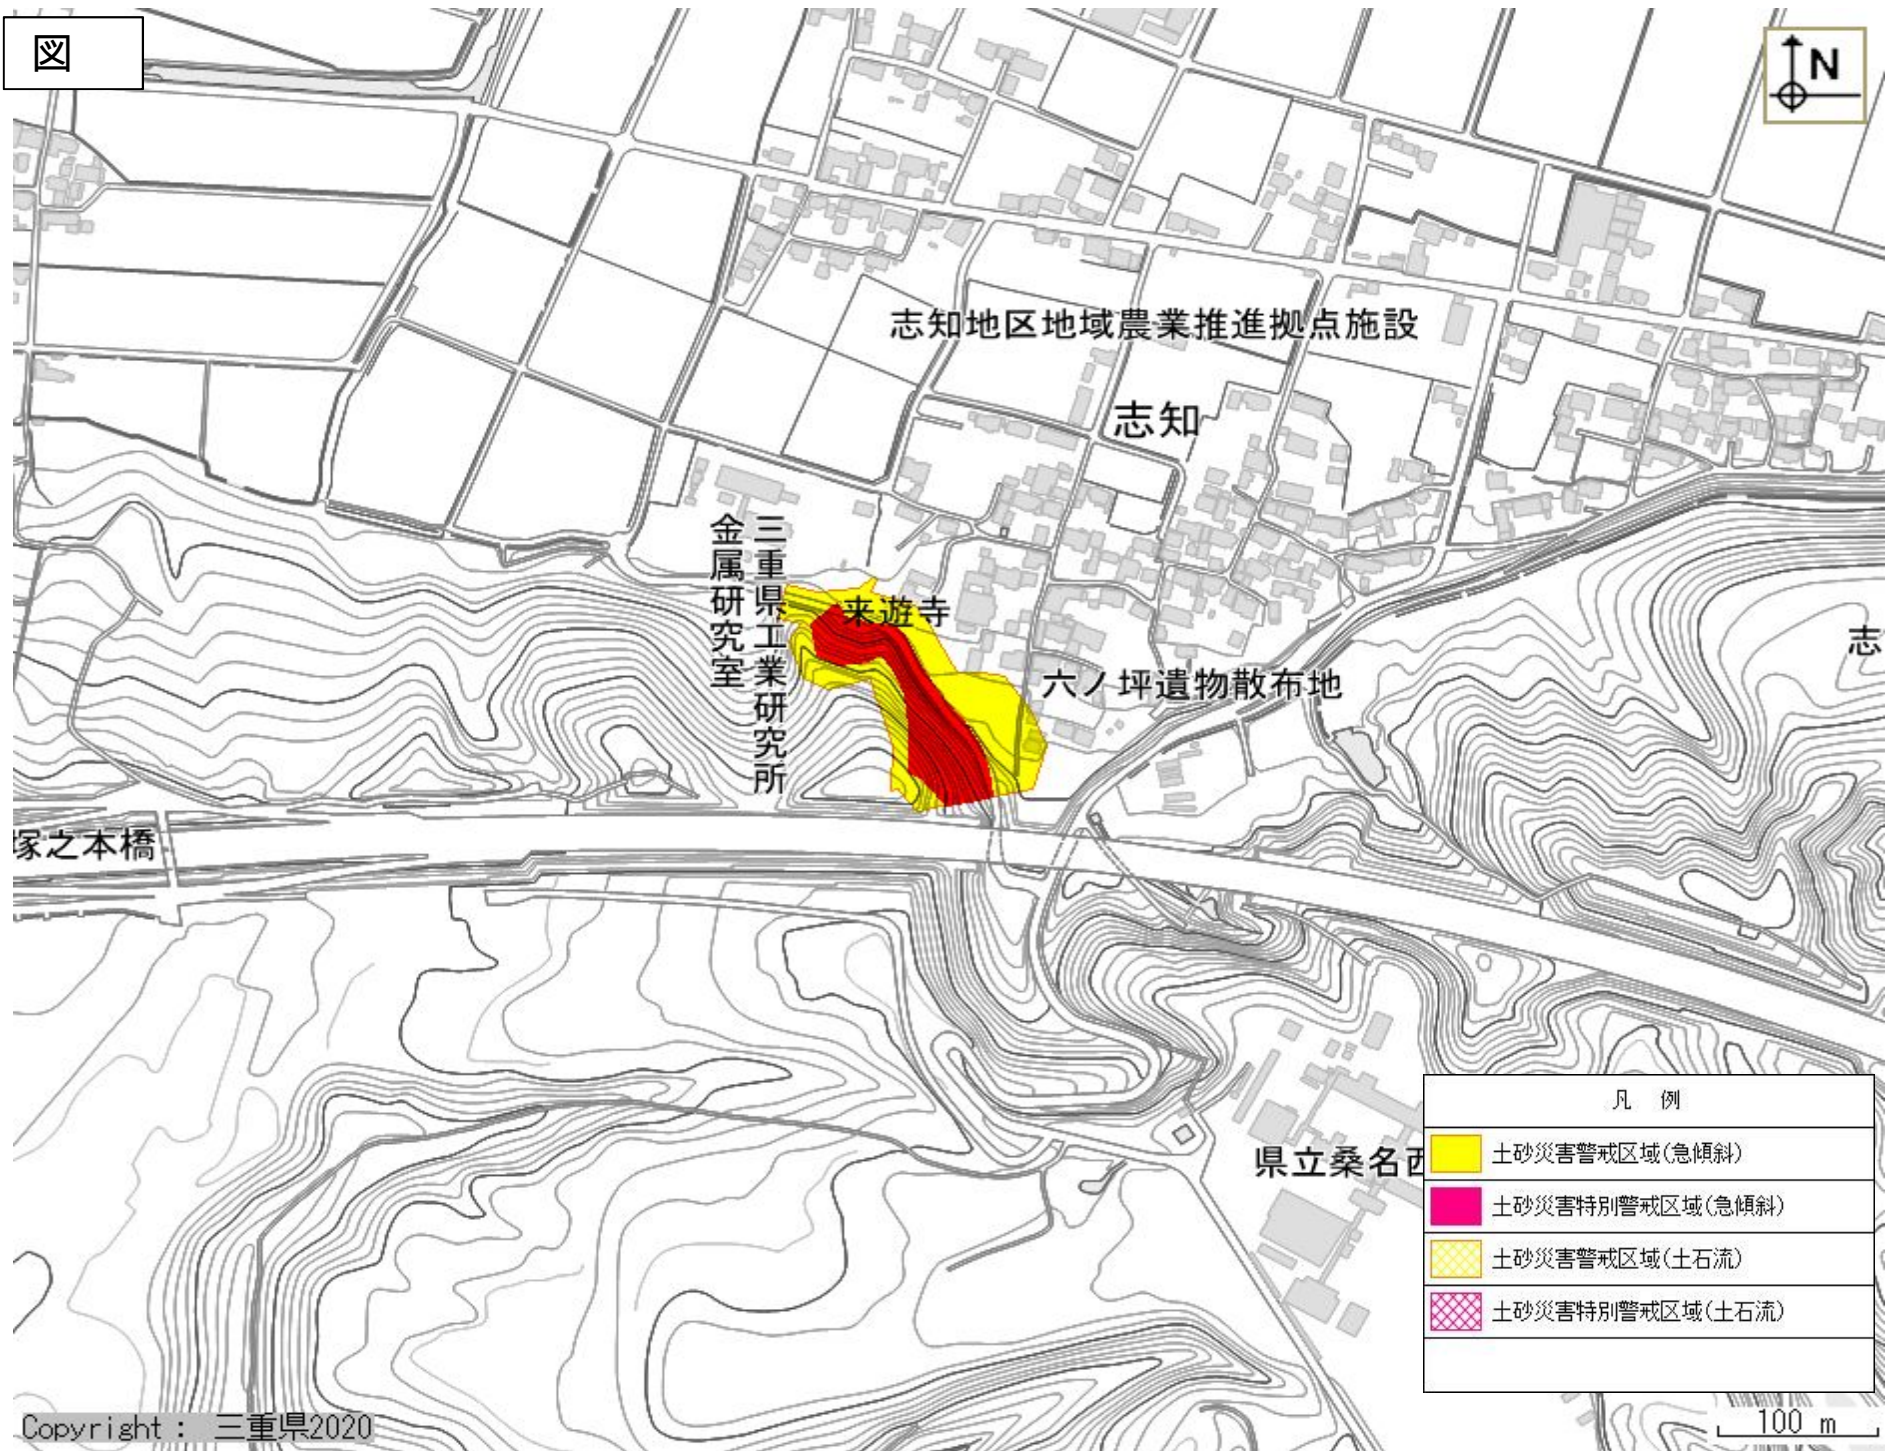 図
N
志知地区地域農業推進拠点施設
志知
三重県工業研究所
金属研究室
来遊寺
六ノ坪遺物散布地
志
塚之本橋
県立桑名西
凡 例
土砂災害警戒区域(急傾斜)
土砂災害特別警戒区域(急傾斜)
土砂災害警戒区域(土石流)
土砂災害特別警戒区域(土石流)
Copyright : 三重県2020
100 m